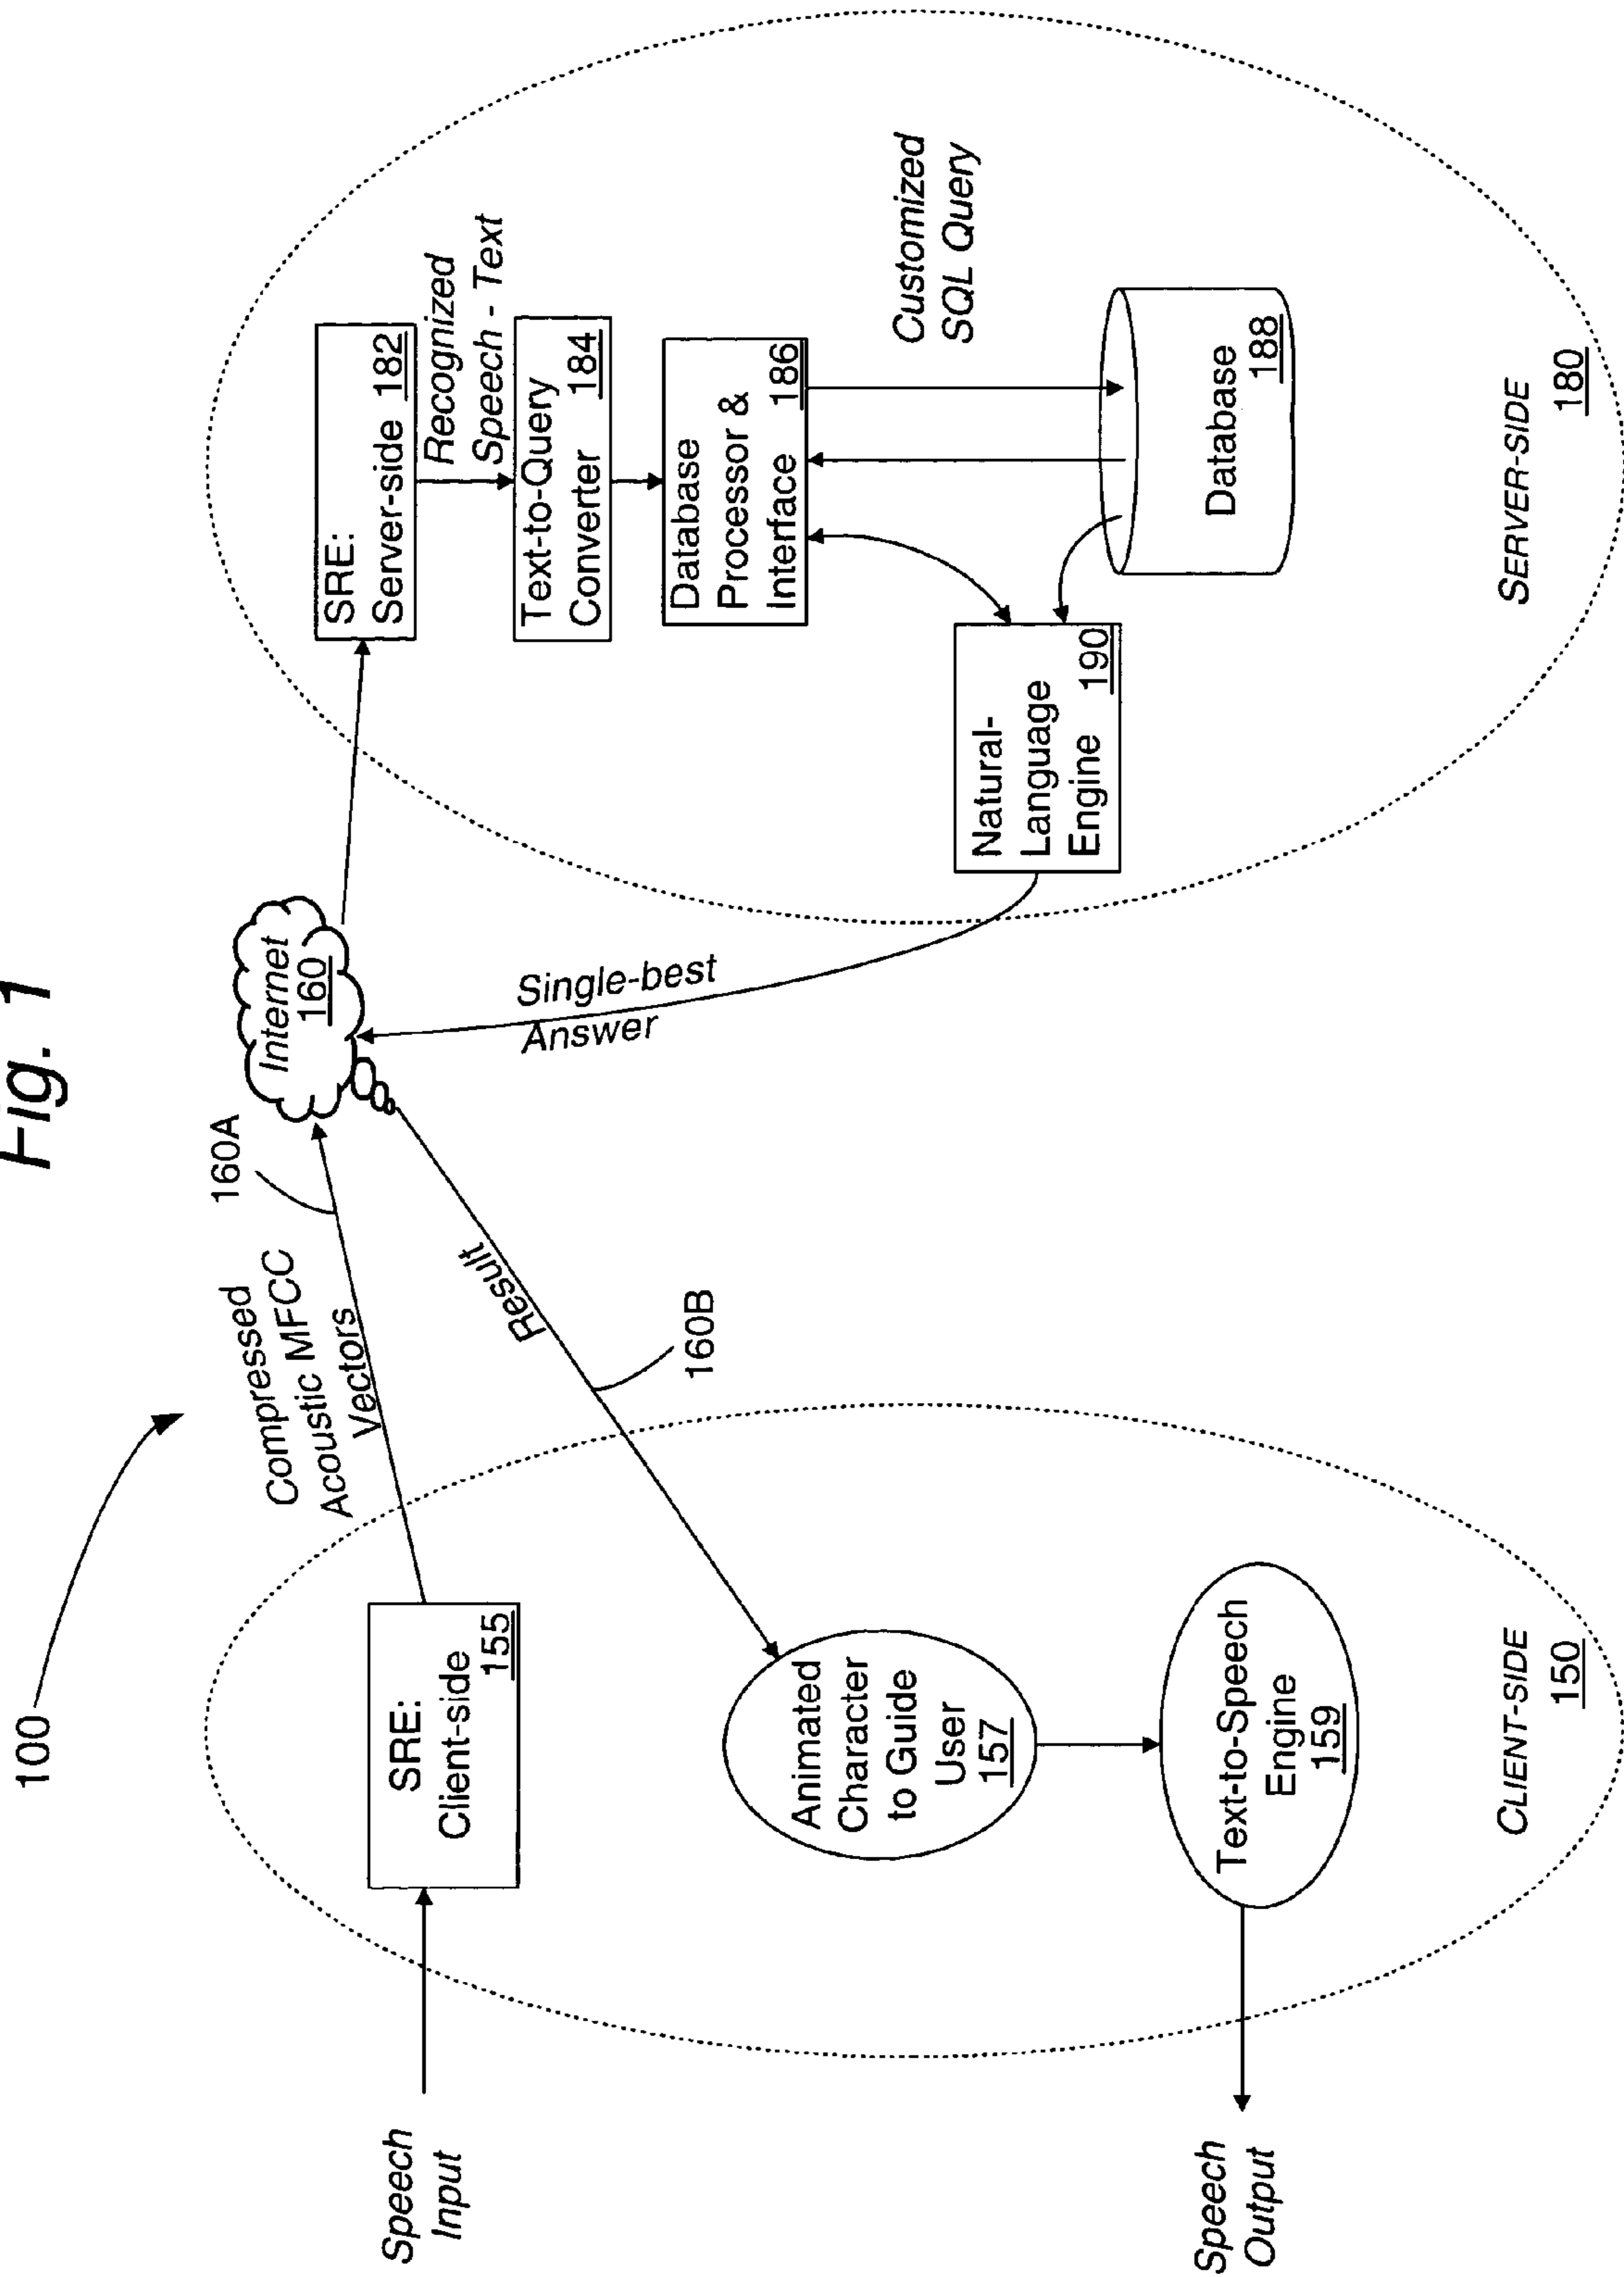 Fig. 1
100
Speech
Input
SRE:
Client-side
155
Compressed
Acoustic MFCC
Vectors
160A
Internet
160
Result
160B
Animated
Character
to Guide
User
157
Text-to-Speech
Engine
159
Speech
Output
CLIENT-SIDE
150
Single-best
Answer
SRE:
Server-side 182
Recognized
Speech - Text
Text-to-Query
Converter 184
Database
Processor &
Interface 186
Customized
SQL Query
Natural-
Language
Engine 190
Database
188
SERVER-SIDE
180